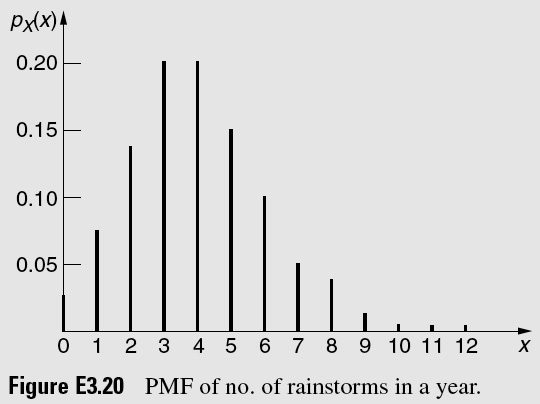 pX(x)
0.20
0.15
0.10
0.05
0 1 2 3 4 5 6 7 8 9 10 11 12 x
Figure E3.20 PMF of no. of rainstorms in a year.